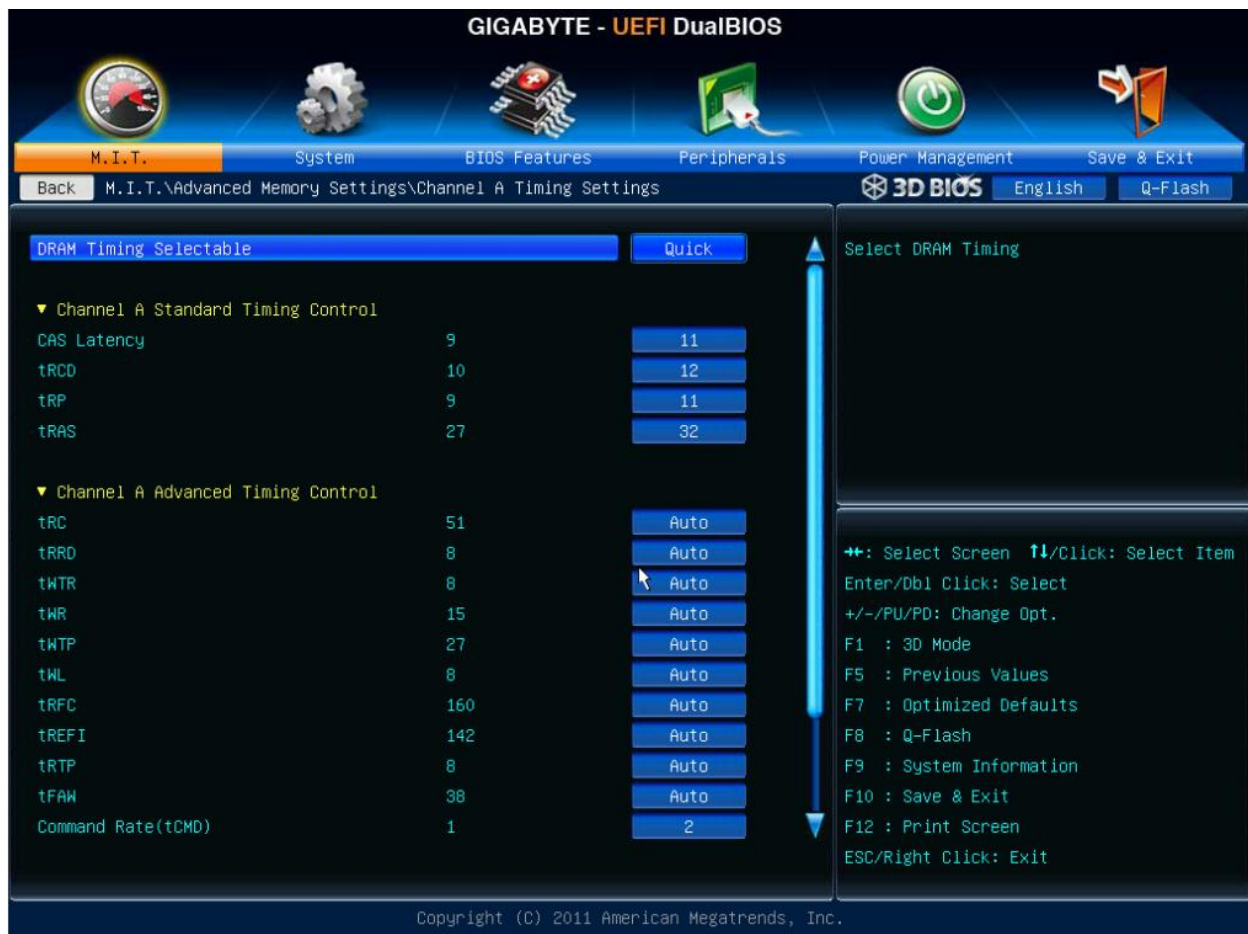 GIGABYTE - UEFI DualBIOS
M.I.T. System BIOS Features Peripherals Power Management Save & Exit
Back M.I.T.\Advanced Memory Settings\Channel A Timing Settings 3D BIOS English Q-Flash
DRAM Timing Selectable Quick
▼ Channel A Standard Timing Control
CAS Latency 9 11
tRCD 10 12
tRP 9 11
tRAS 27 32
▼ Channel A Advanced Timing Control
tRC 51 Auto
tRRD 8 Auto
tWTR 8 Auto
tWR 15 Auto
tWTP 27 Auto
tWL 8 Auto
tRFC 160 Auto
tREFI 142 Auto
tRTP 8 Auto
tFAW 38 Auto
Command Rate(tCMD) 1 2
Select DRAM Timing
→←: Select Screen ↑↓/Click: Select Item
Enter/Dbl Click: Select
+/-/PU/PD: Change Opt.
F1 : 3D Mode
F5 : Previous Values
F7 : Optimized Defaults
F8 : Q-Flash
F9 : System Information
F10 : Save & Exit
F12 : Print Screen
ESC/Right Click: Exit
Copyright (C) 2011 American Megatrends, Inc.